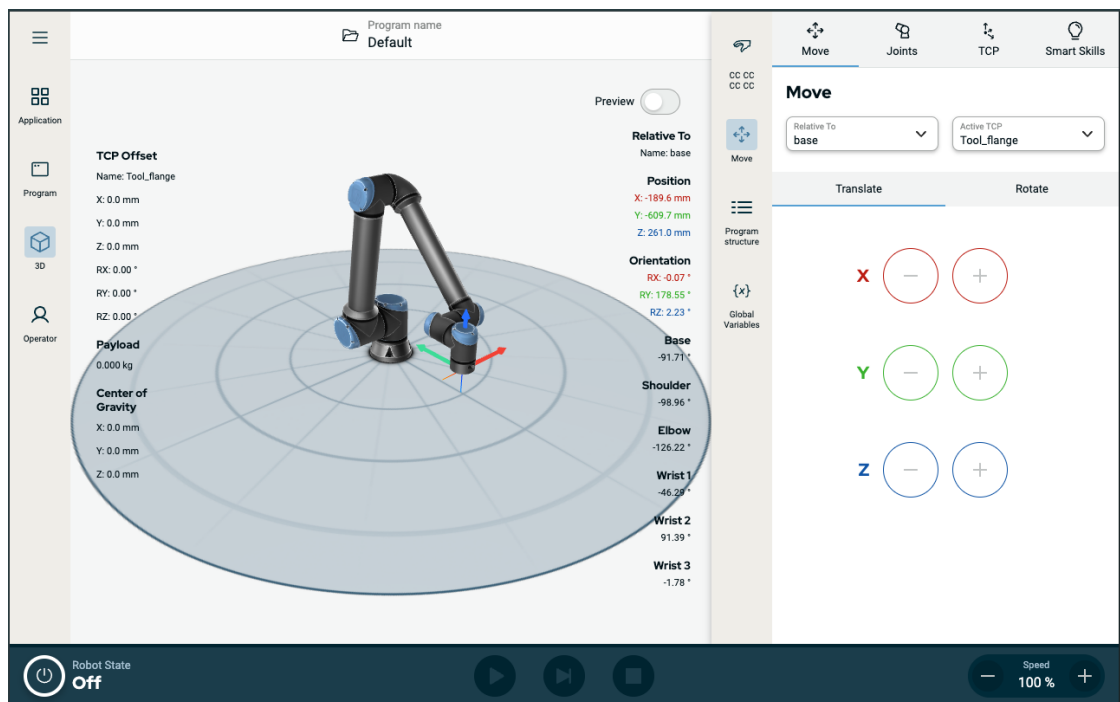 Program name
Default
Application
Program
3D
Operator
Preview
TCP Offset
Name: Tool_flange
X: 0.0 mm
Y: 0.0 mm
Z: 0.0 mm
RX: 0.00 °
RY: 0.00 °
RZ: 0.00 °
Payload
0.000 kg
Center of
Gravity
X: 0.0 mm
Y: 0.0 mm
Z: 0.0 mm
Relative To
Name: base
Position
X: -189.6 mm
Y: -609.7 mm
Z: 261.0 mm
Orientation
RX: -0.07 °
RY: 178.55 °
RZ: 2.23 °
Base
-91.71 °
Shoulder
-98.96 °
Elbow
-126.22 °
Wrist 1
-46.29 °
Wrist 2
91.39 °
Wrist 3
-1.78 °
CC CC
CC CC
Move
Program
structure
{x}
Global
Variables
Move
Joints
TCP
Smart Skills
Move
Relative To
base
Active TCP
Tool_flange
Translate
Rotate
X
Y
Z
Robot State
Off
Speed
100 %